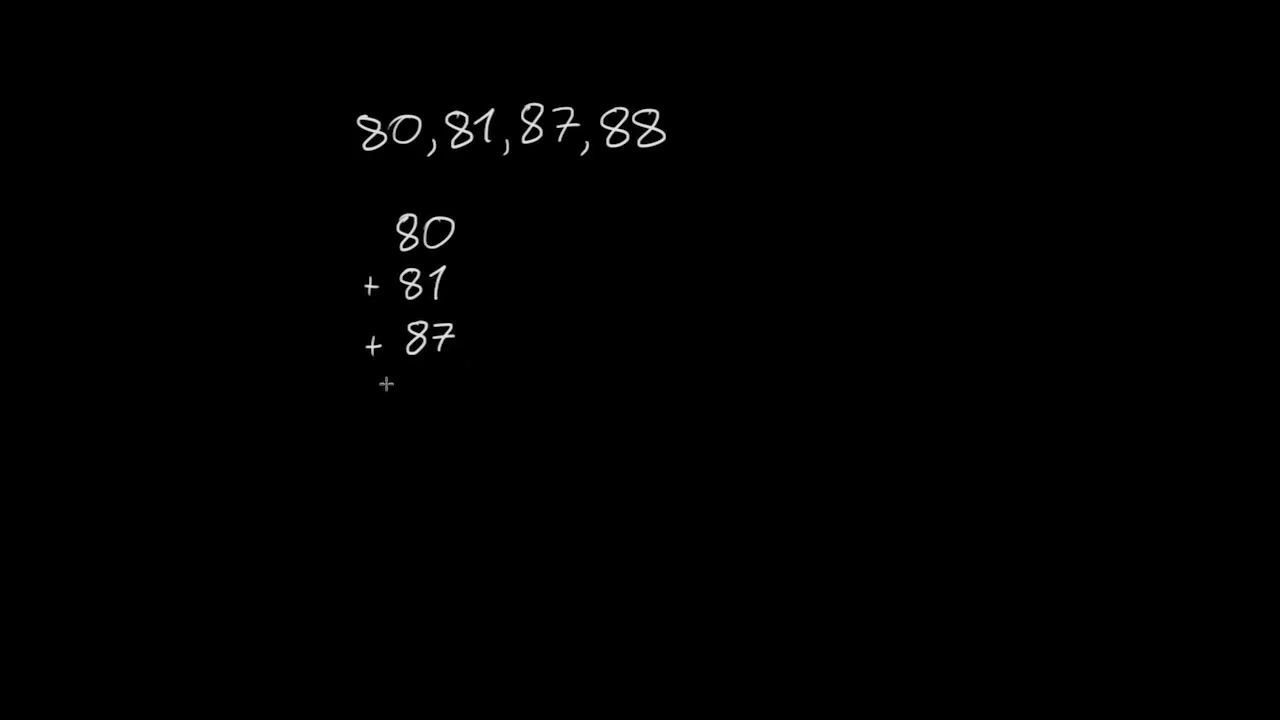 80, 81, 87, 88
80
+ 81
+ 87
+